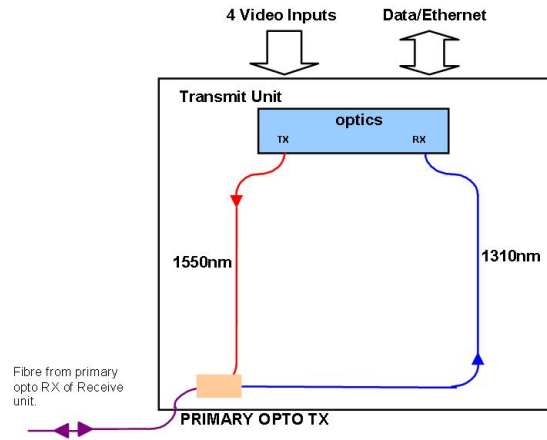 4 Video Inputs
Data/Ethernet
Transmit Unit
optics
TX
RX
1550nm
1310nm
Fibre from primary
opto RX of Receive
unit.
PRIMARY OPTO TX